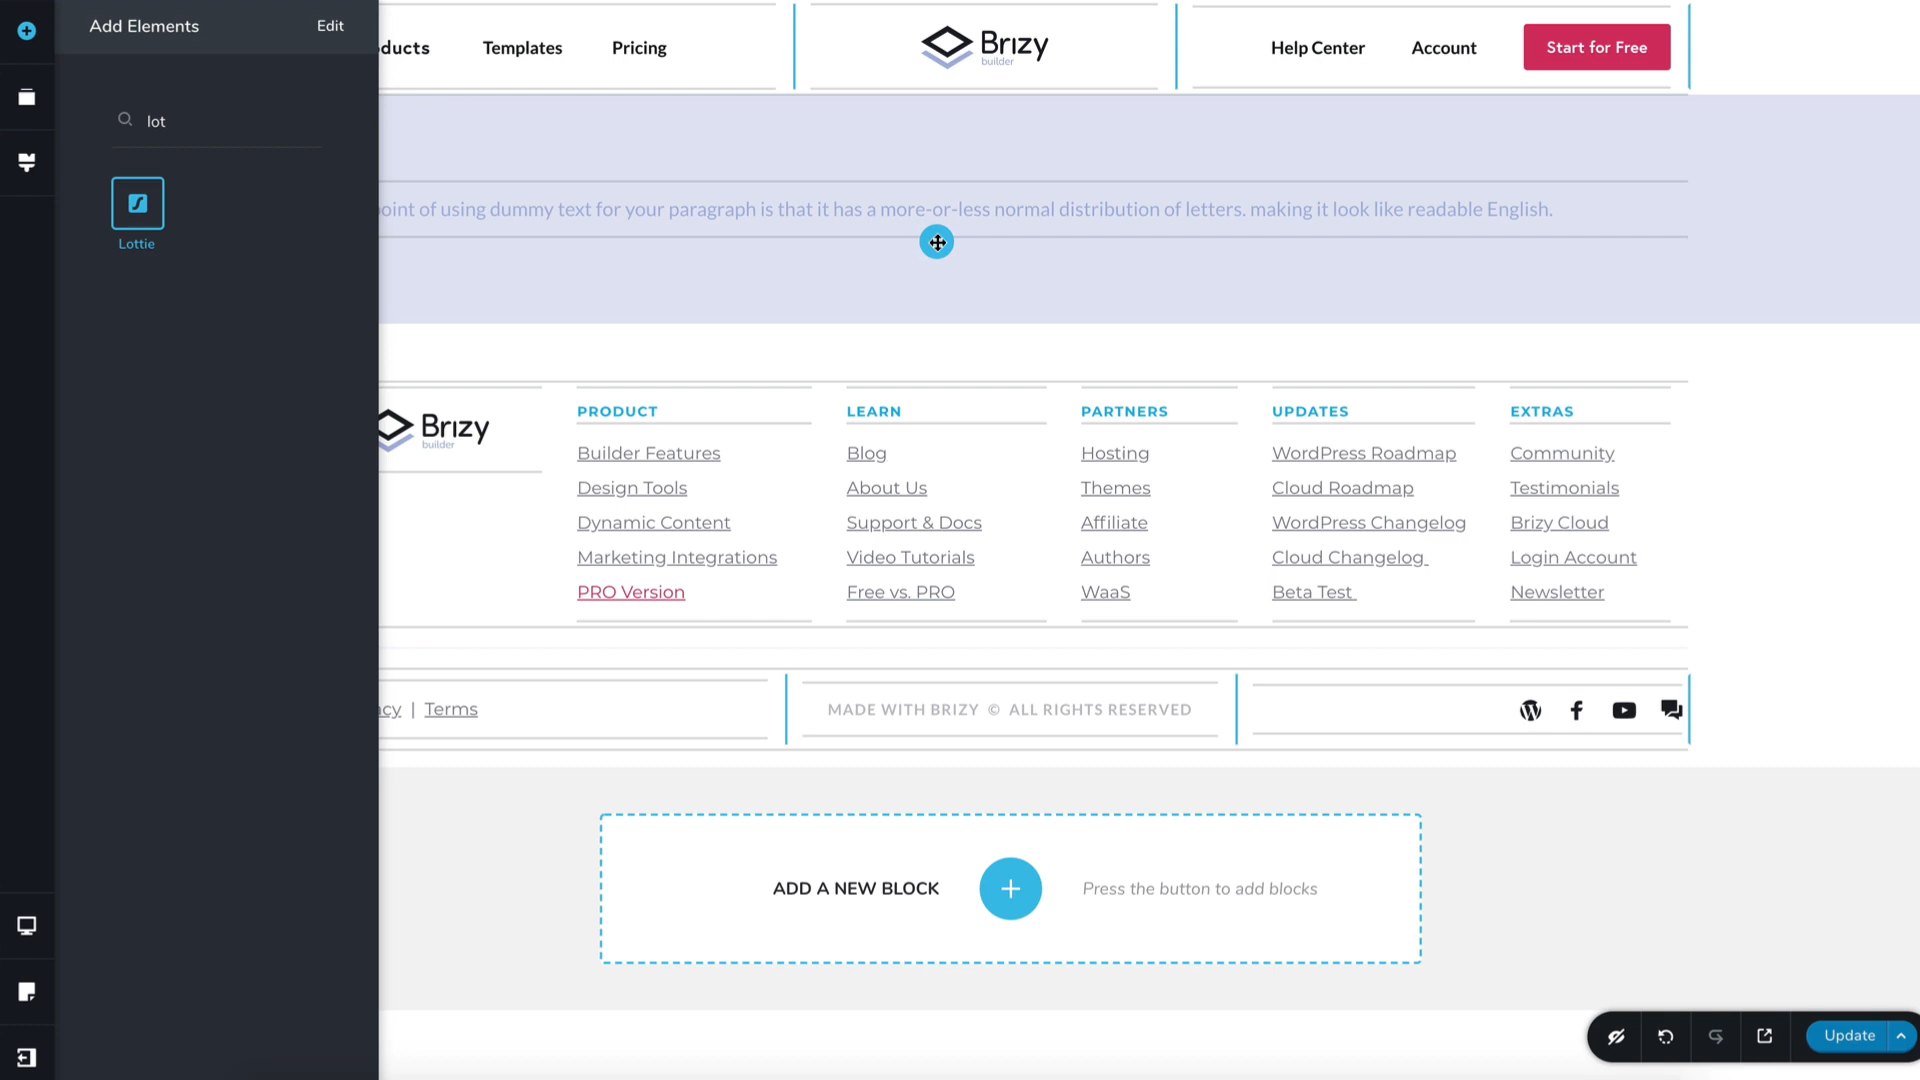 Add Elements
Edit
lot
Lottie
ducts
Templates
Pricing
Brizy
builder
Help Center
Account
Start for Free
point of using dummy text for your paragraph is that it has a more-or-less normal distribution of letters. making it look like readable English.
Brizy
builder
PRODUCT
Builder Features
Design Tools
Dynamic Content
Marketing Integrations
PRO Version
LEARN
Blog
About Us
Support & Docs
Video Tutorials
Free vs. PRO
PARTNERS
Hosting
Themes
Affiliate
Authors
WaaS
UPDATES
WordPress Roadmap
Cloud Roadmap
WordPress Changelog
Cloud Changelog
Beta Test
EXTRAS
Community
Testimonials
Brizy Cloud
Login Account
Newsletter
cy | Terms
MADE WITH BRIZY © ALL RIGHTS RESERVED
ADD A NEW BLOCK
Press the button to add blocks
Update